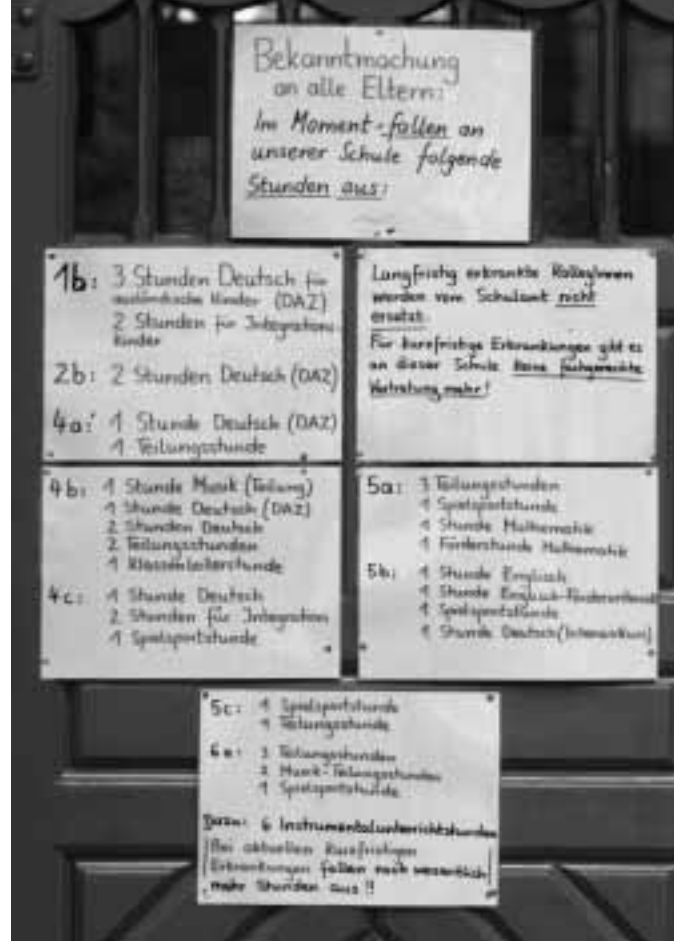 Bekanntmachung
an alle Eltern:
Im Moment fallen an
unserer Schule folgende
Stunden aus:
1b: 3 Stunden Deutsch für
ausländische Kinder (DAZ)
2 Stunden für Integrations-
kinder
2b: 2 Stunden Deutsch (DAZ)
4a: 1 Stunde Deutsch (DAZ)
1 Teilungsstunde
Langfristig erkrankte KollegInnen
werden vom Schulamt nicht
ersetzt.
Für kurzfristige Erkrankungen gibt es
an dieser Schule keine fachgerechte
Vertretung mehr!
4b: 1 Stunde Musik (Teilung)
1 Stunde Deutsch (DAZ)
2 Stunden Deutsch
2 Teilungsstunden
1 Klassenleiterstunde
4c: 1 Stunde Deutsch
2 Stunden für Integration
1 Spielsportstunde
5a: 3 Teilungsstunden
1 Spielsportstunde
1 Stunde Mathematik
1 Förderstunde Mathematik
5b: 1 Stunde Englisch
1 Stunde Englisch-Förderunterricht
1 Spielsportstunde
1 Stunde Deutsch (Intensivkurs)
5c: 1 Spielsportstunde
1 Teilungsstunde
6a: 3 Teilungsstunden
2 Musik-Teilungsstunden
1 Spielsportstunde
Dazu: 6 Instrumentalunterrichtstunden
Bei aktuellen kurzfristigen
Erkrankungen fallen noch wesentlich
mehr Stunden aus!!